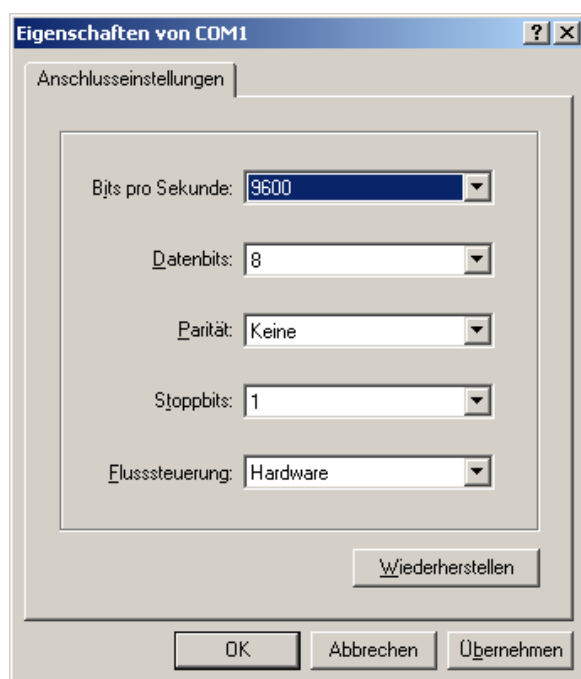 Eigenschaften von COM1
Anschlusseinstellungen
Bits pro Sekunde: 9600
Datenbits: 8
Parität: Keine
Stoppbits: 1
Flusssteuerung: Hardware
Wiederherstellen
OK Abbrechen Übernehmen